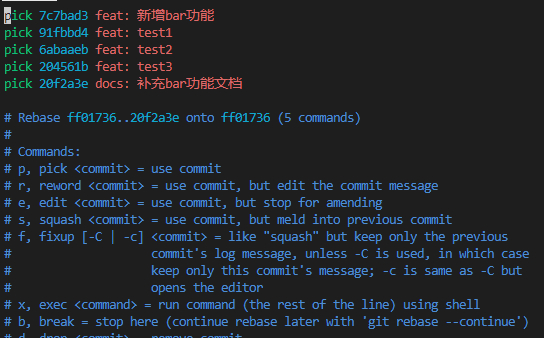 pick 7c7bad3 feat: 新增bar功能
pick 91fbbd4 feat: test1
pick 6abaaeb feat: test2
pick 204561b feat: test3
pick 20f2a3e docs: 补充bar功能文档
# Rebase ff01736..20f2a3e onto ff01736 (5 commands)
#
# Commands:
# p, pick <commit> = use commit
# r, reword <commit> = use commit, but edit the commit message
# e, edit <commit> = use commit, but stop for amending
# s, squash <commit> = use commit, but meld into previous commit
# f, fixup [-C | -c] <commit> = like "squash" but keep only the previous
#                    commit's log message, unless -C is used, in which case
#                    keep only this commit's message; -c is same as -C but
#                    opens the editor
# x, exec <command> = run command (the rest of the line) using shell
# b, break = stop here (continue rebase later with 'git rebase --continue')
# d, drop <commit> = remove commit